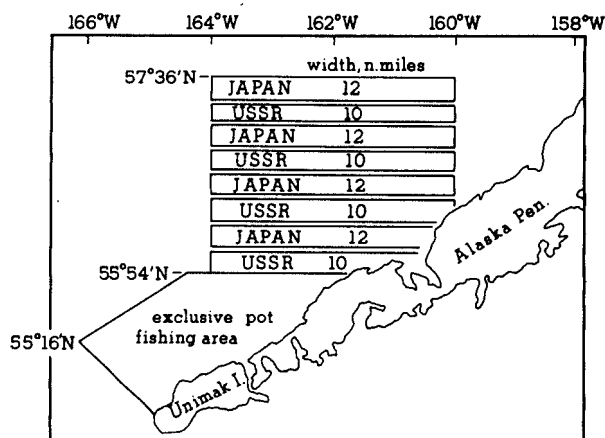 166°W 164°W 162°W 160°W 158°W
width, n.miles
57°36'N
JAPAN 12
USSR 10
JAPAN 12
USSR 10
JAPAN 12
USSR 10
JAPAN 12
USSR 10
55°54'N
Alaska Pen.
exclusive pot
fishing area
55°16'N
Unimak I.